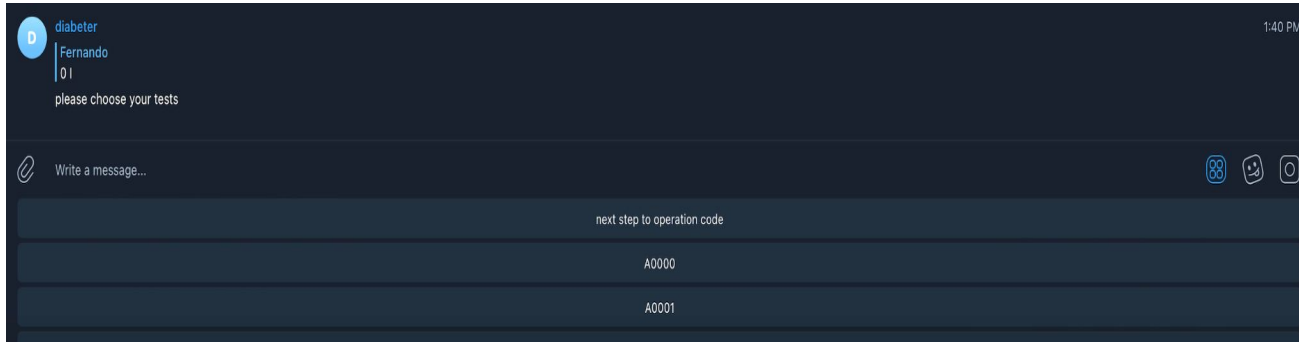 diabeter
1:40 PM
Fernando
0 I
please choose your tests
Write a message...
next step to operation code
A0000
A0001